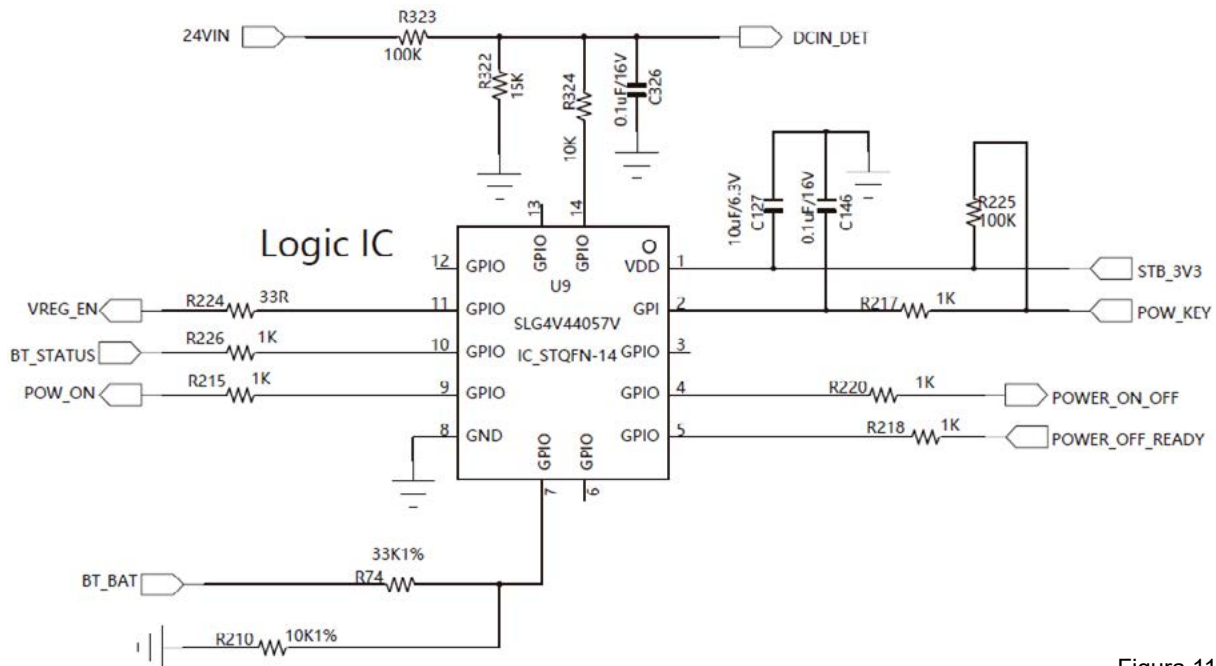 R323
24VIN
DCIN_DET
100K
R322
15K
R324
10K
0.1uF/16V
C326
10uF/6.3V
C127
0.1uF/16V
C146
R225
100K
Logic IC
13
14
GPIO
GPIO
12
GPIO
VDD
1
STB_3V3
U9
VREG_EN
R224
33R
11
GPIO
GPI
2
R217
1K
POW_KEY
SLG4V44057V
BT_STATUS
R226
1K
10
GPIO
IC_STQFN-14
GPIO
3
POW_ON
R215
1K
9
GPIO
GPIO
4
R220
1K
POWER_ON_OFF
8
GND
GPIO
5
R218
1K
POWER_OFF_READY
GPIO
GPIO
7
6
33K1%
BT_BAT
R74
R210
10K1%